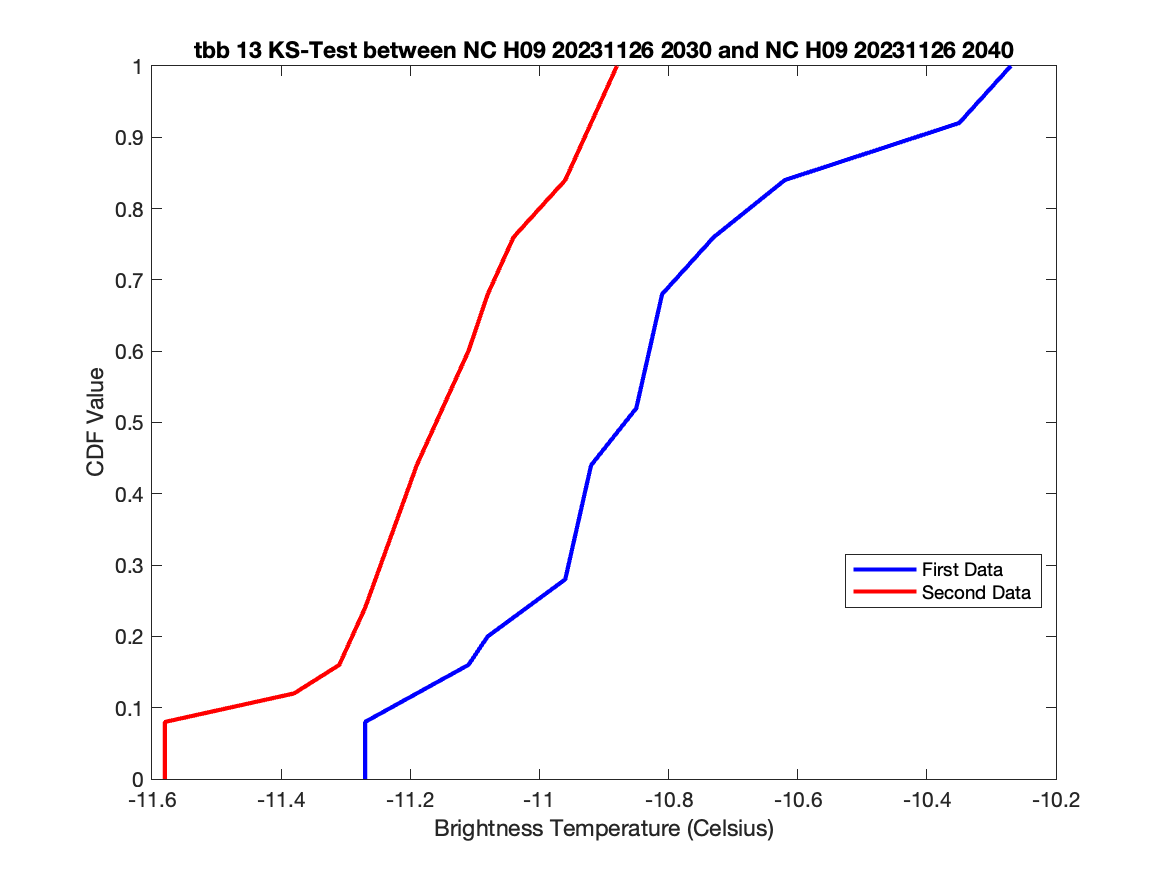 tbb 13 KS-Test between NC H09 20231126 2030 and NC H09 20231126 2040
1
0.9
0.8
0.7
0.6
0.5
0.4
0.3
0.2
0.1
0
CDF Value
First Data
Second Data
-11.6 -11.4 -11.2 -11 -10.8 -10.6 -10.4 -10.2
Brightness Temperature (Celsius)